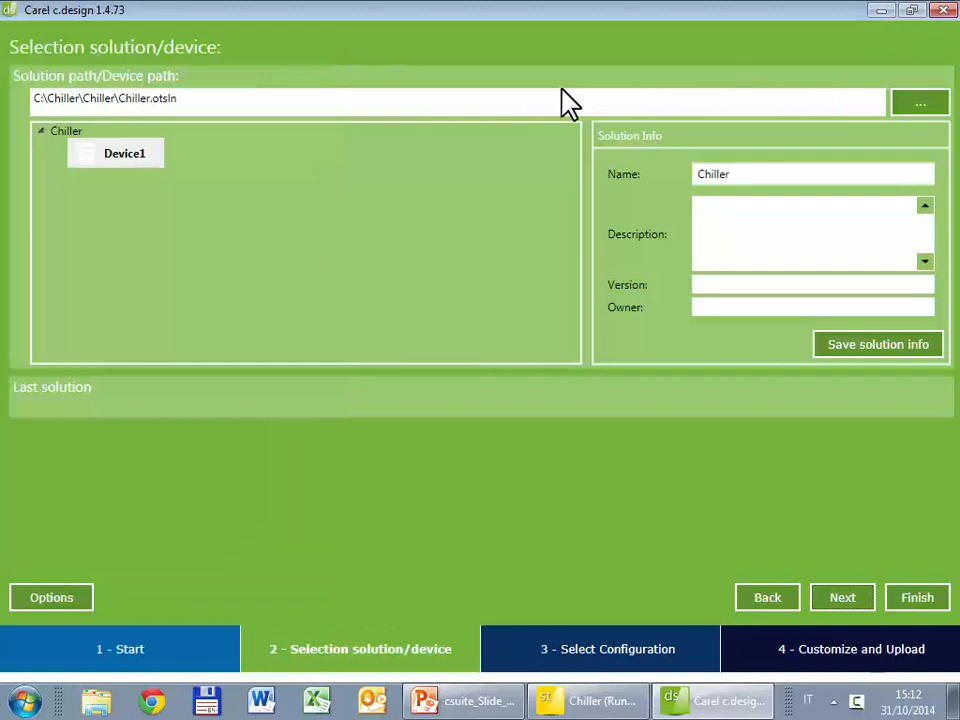 ds
Carel c.design 1.4.73
Selection solution/device:
Solution path/Device path:
C:\Chiller\Chiller\Chiller.otsln
...
Chiller
Device1
Solution Info
Name:
Chiller
Description:
Version:
Owner:
Save solution info
Last solution
Options
Back
Next
Finish
1 - Start
2 - Selection solution/device
3 - Select Configuration
4 - Customize and Upload
csuite_Slide_...
st
Chiller (Run...
ds
Carel c.desig...
IT
15:12
31/10/2014